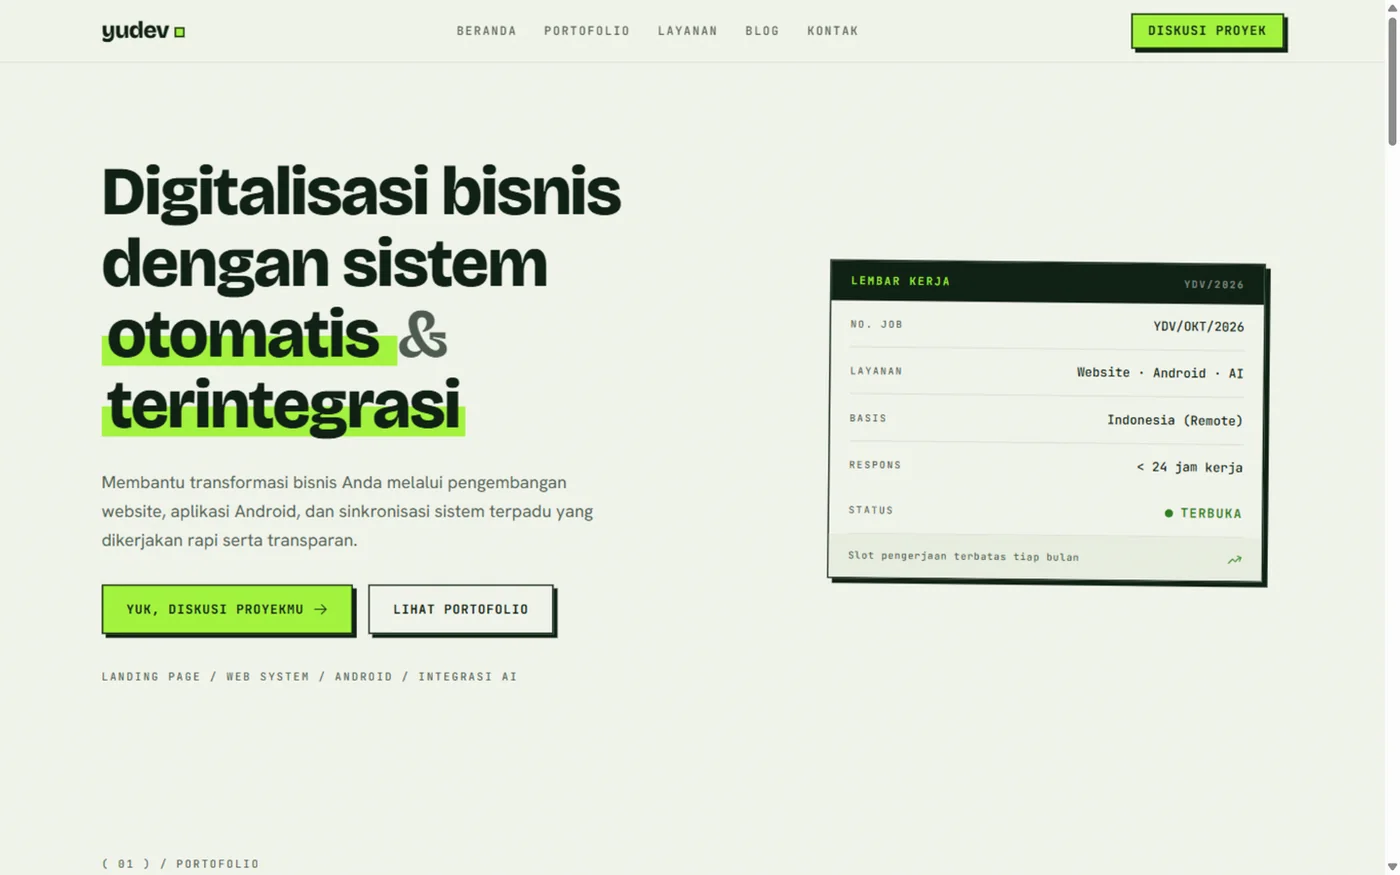 yudev
BERANDA PORTOFOLIO LAYANAN BLOG KONTAK
DISKUSI PROYEK
Digitalisasi bisnis
dengan sistem
otomatis &
terintegrasi
Membantu transformasi bisnis Anda melalui pengembangan
website, aplikasi Android, dan sinkronisasi sistem terpadu yang
dikerjakan rapi serta transparan.
YUK, DISKUSI PROYEKMU →
LIHAT PORTOFOLIO
LANDING PAGE / WEB SYSTEM / ANDROID / INTEGRASI AI
LEMBAR KERJA YDV/2026
NO. JOB YDV/OKT/2026
LAYANAN Website · Android · AI
BASIS Indonesia (Remote)
RESPONS < 24 jam kerja
STATUS ● TERBUKA
Slot pengerjaan terbatas tiap bulan
( 01 ) / PORTOFOLIO